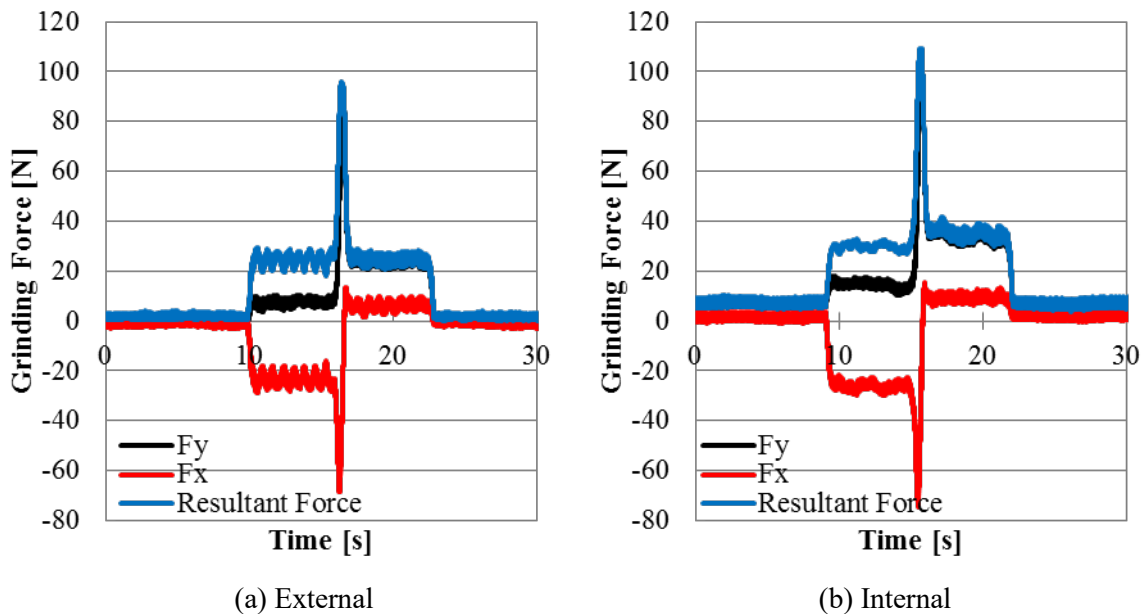 120
100
80
60
40
20
0
-20
-40
-60
-80
0
10
20
30
Grinding Force [N]
Time [s]
Fy
Fx
Resultant Force
(a) External
120
100
80
60
40
20
0
-20
-40
-60
-80
0
10
20
30
Grinding Force [N]
Time [s]
Fy
Fx
Resultant Force
(b) Internal